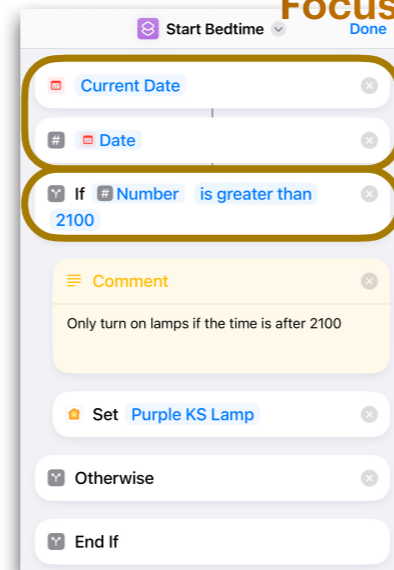 Focus
Start Bedtime
Done
Current Date
# Date
If # Number is greater than
2100
Comment
Only turn on lamps if the time is after 2100
Set Purple KS Lamp
Otherwise
End If